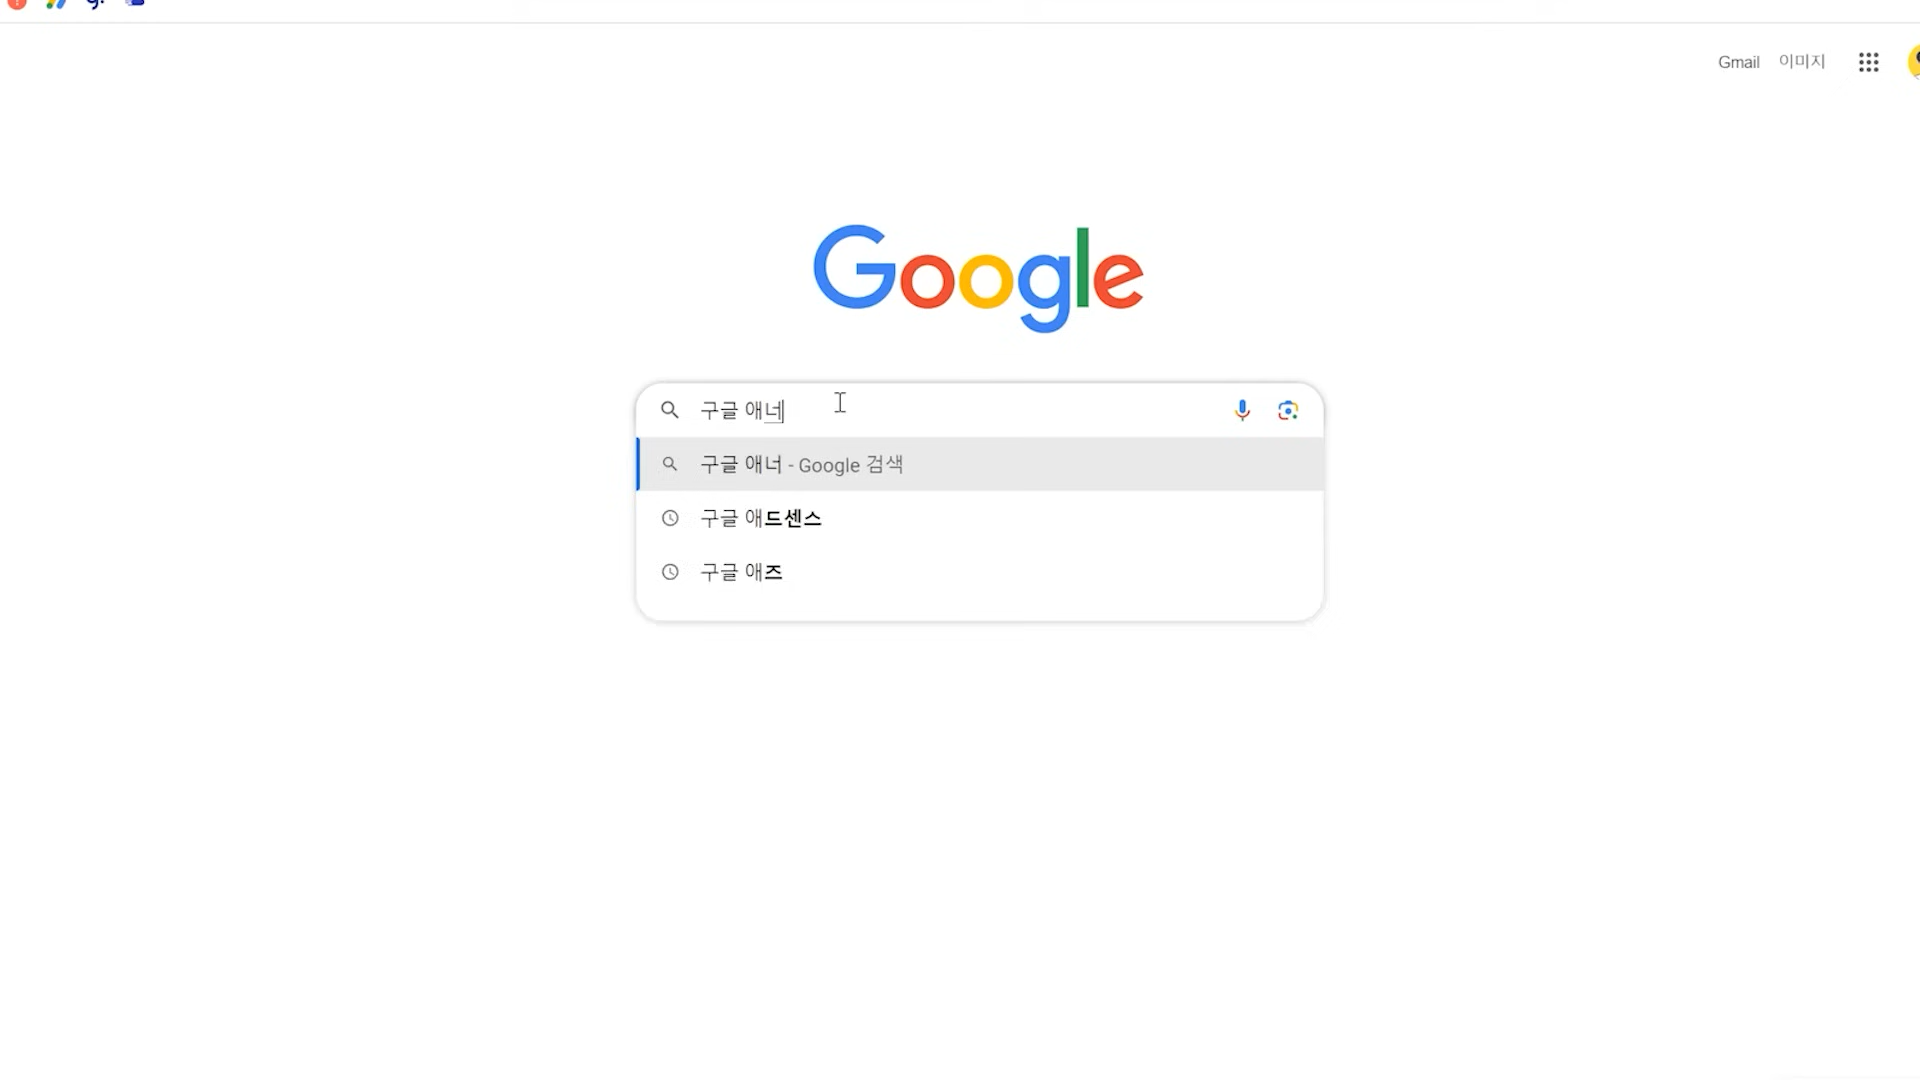 Gmail 이미지
Google
구글 애너
구글 애너 - Google 검색
구글 애드센스
구글 애즈